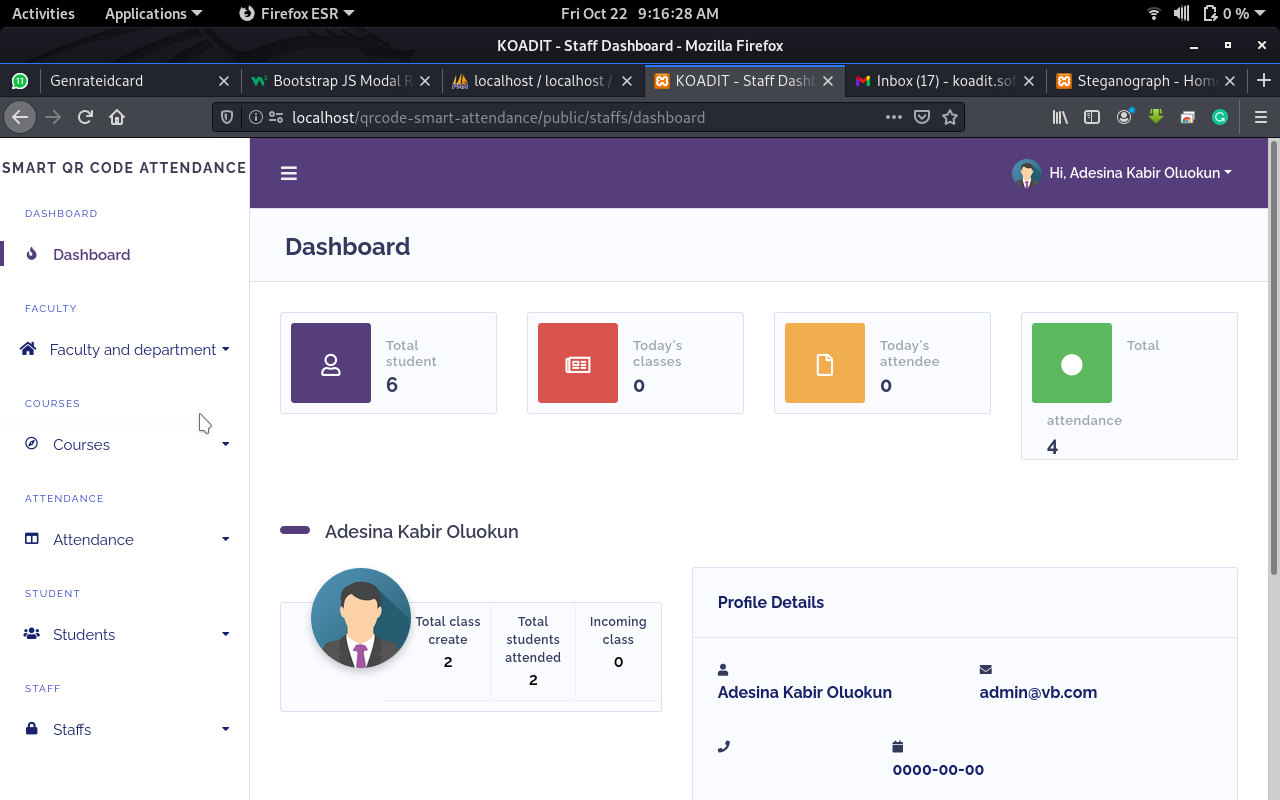 Activities Applications Firefox ESR Fri Oct 22 9:16:28 AM 0 %
KOADIT - Staff Dashboard - Mozilla Firefox
11 Genrateidcard Bootstrap JS Modal R localhost / localhost / KOADIT - Staff Dashb Inbox (17) - koadit.sof Steganograph - Hom
localhost/qrcode-smart-attendance/public/staffs/dashboard
SMART QR CODE ATTENDANCE
Hi, Adesina Kabir Oluokun
DASHBOARD
Dashboard
FACULTY
Faculty and department
COURSES
Courses
ATTENDANCE
Attendance
STUDENT
Students
STAFF
Staffs
Dashboard
Total
student
6
Today's
classes
0
Today's
attendee
0
Total
attendance
4
Adesina Kabir Oluokun
Total class
create
2
Total
students
attended
2
Incoming
class
0
Profile Details
Adesina Kabir Oluokun
admin@vb.com
0000-00-00